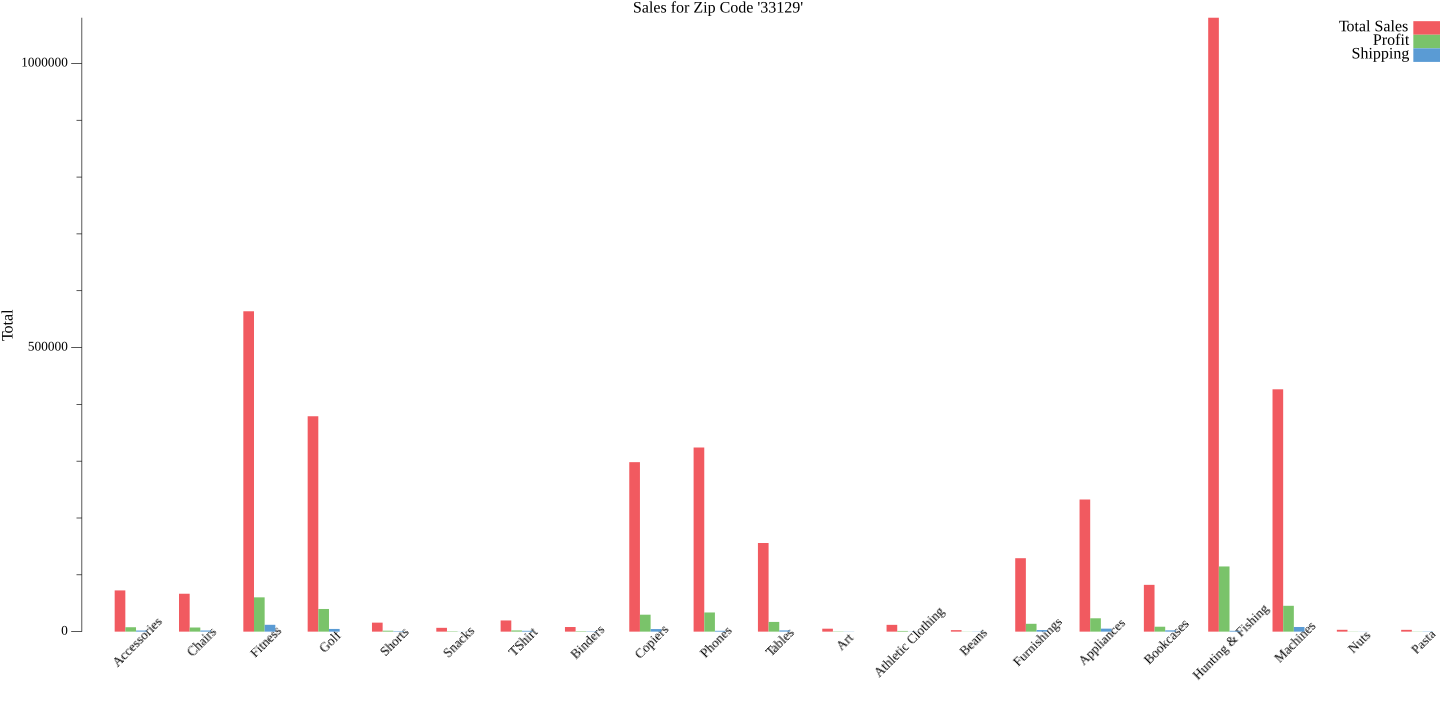 Sales for Zip Code '33129'
Total Sales
Profit
Shipping
1000000
500000
0
Total
Accessories
Chairs
Fitness
Golf
Shorts
Snacks
TShirt
Binders
Copiers
Phones
Tables
Art
Athletic Clothing
Beans
Furnishings
Appliances
Bookcases
Hunting & Fishing
Machines
Nuts
Pasta